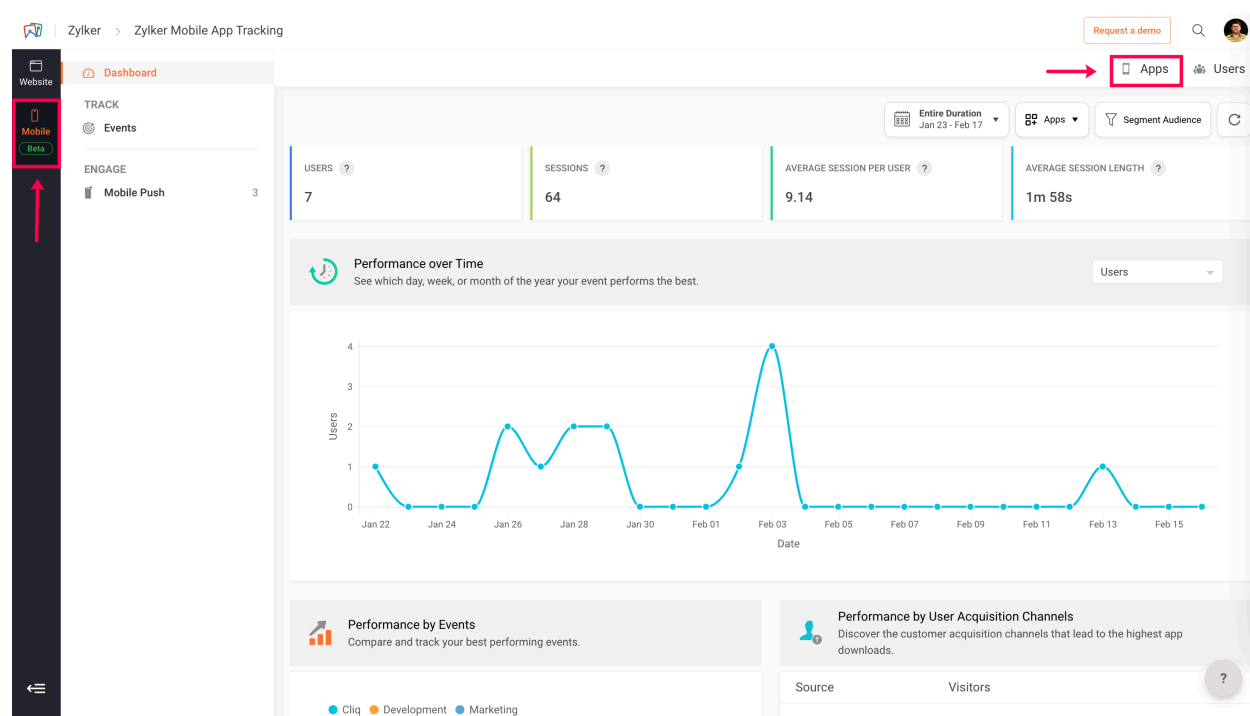 Zylker > Zylker Mobile App Tracking
Request a demo
Website
Mobile
Beta
Dashboard
TRACK
Events
ENGAGE
Mobile Push 3
Apps
Users
Entire Duration
Jan 23 - Feb 17
Apps
Segment Audience
USERS ?
7
SESSIONS ?
64
AVERAGE SESSION PER USER ?
9.14
AVERAGE SESSION LENGTH ?
1m 58s
Performance over Time
See which day, week, or month of the year your event performs the best.
Users
4
3
2
1
0
Users
Jan 22 Jan 24 Jan 26 Jan 28 Jan 30 Feb 01 Feb 03 Feb 05 Feb 07 Feb 09 Feb 11 Feb 13 Feb 15
Date
Performance by Events
Compare and track your best performing events.
Performance by User Acquisition Channels
Discover the customer acquisition channels that lead to the highest app
downloads.
Source Visitors
?
Cliq Development Marketing